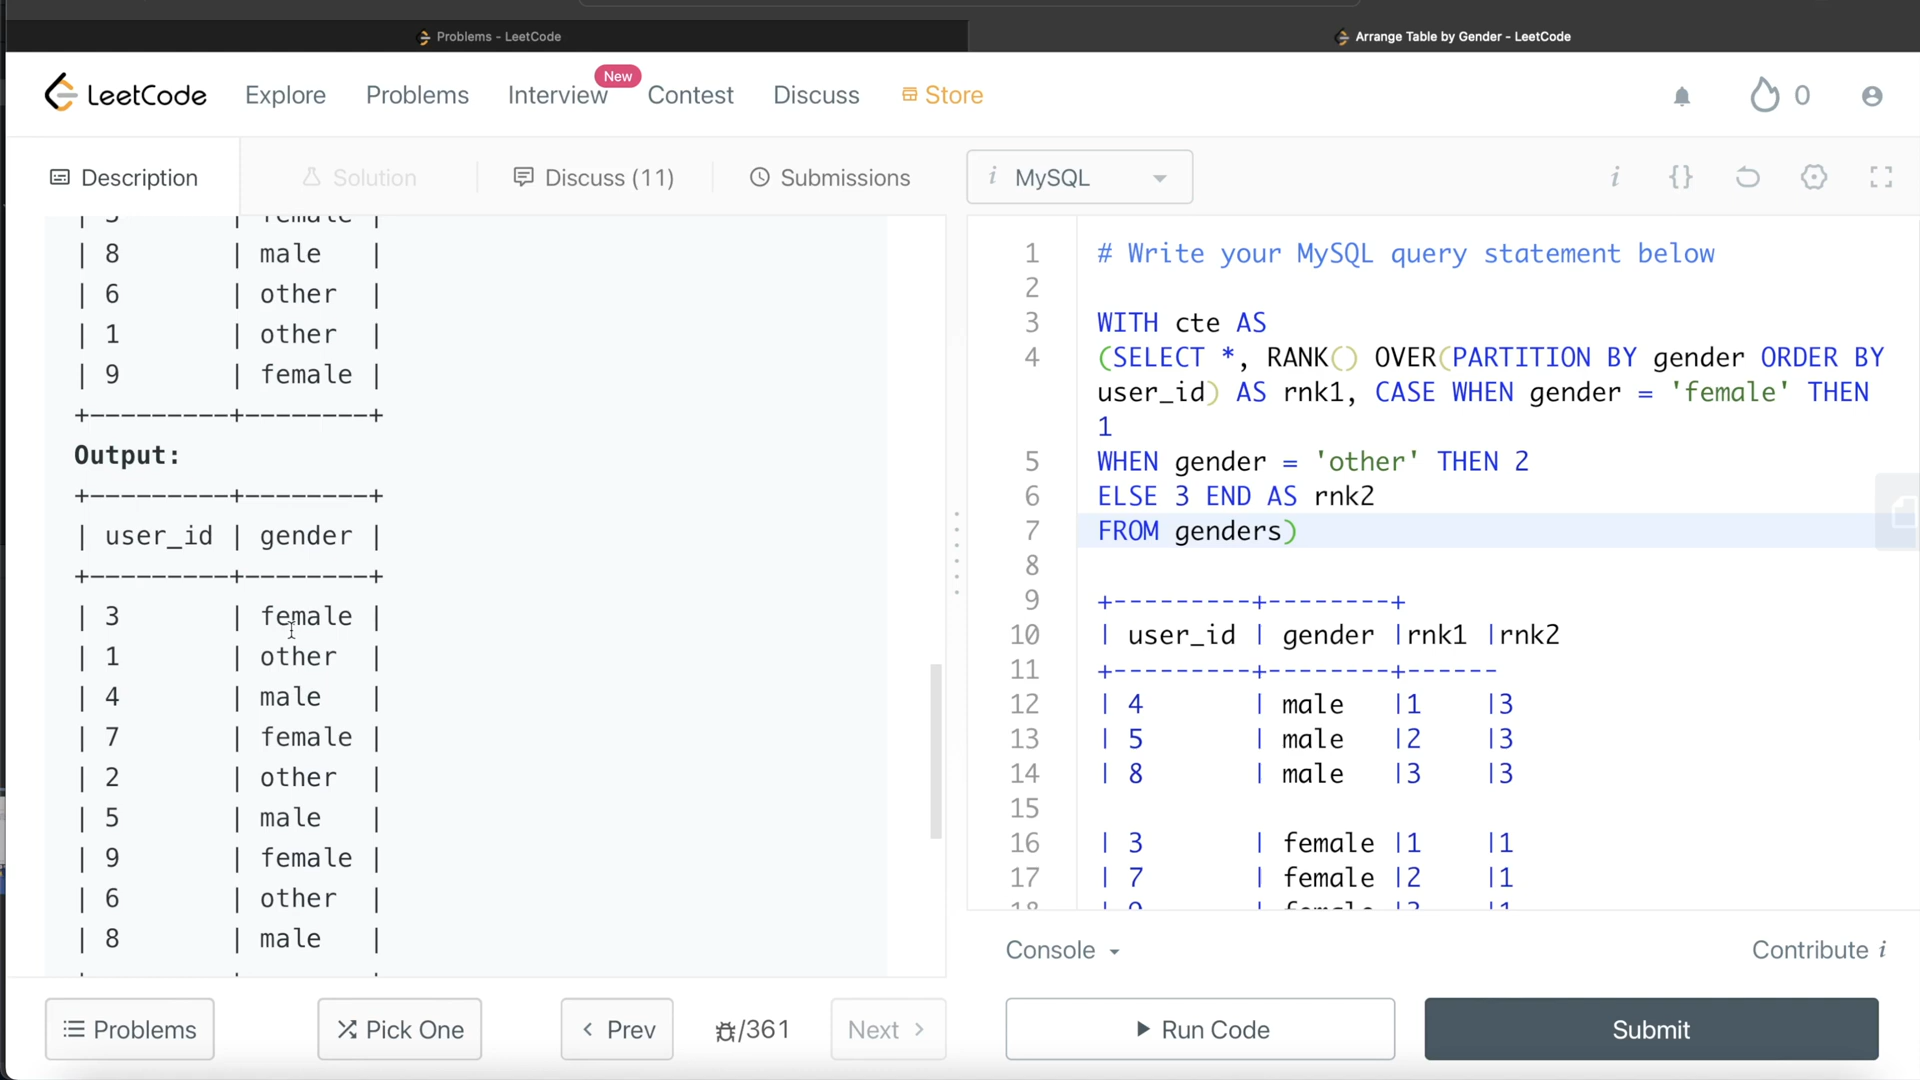 Problems - LeetCode
Arrange Table by Gender - LeetCode
LeetCode Explore Problems Interview New Contest Discuss Store 0
Description Solution Discuss (11) Submissions
| 8 | male |
| 6 | other |
| 1 | other |
| 9 | female |
+---------+--------+
Output:
+---------+--------+
| user_id | gender |
+---------+--------+
| 3 | female |
| 1 | other |
| 4 | male |
| 7 | female |
| 2 | other |
| 5 | male |
| 9 | female |
| 6 | other |
| 8 | male |
Problems Pick One Prev /361 Next
i MySQL i {}
1 # Write your MySQL query statement below
2
3 WITH cte AS
4 (SELECT *, RANK() OVER(PARTITION BY gender ORDER BY
user_id) AS rnk1, CASE WHEN gender = 'female' THEN
1
5 WHEN gender = 'other' THEN 2
6 ELSE 3 END AS rnk2
7 FROM genders)
8
9 +---------+--------+
10 | user_id | gender |rnk1 |rnk2
11 +---------+--------+------
12 | 4 | male |1 |3
13 | 5 | male |2 |3
14 | 8 | male |3 |3
15
16 | 3 | female |1 |1
17 | 7 | female |2 |1
Console Contribute i
Run Code Submit